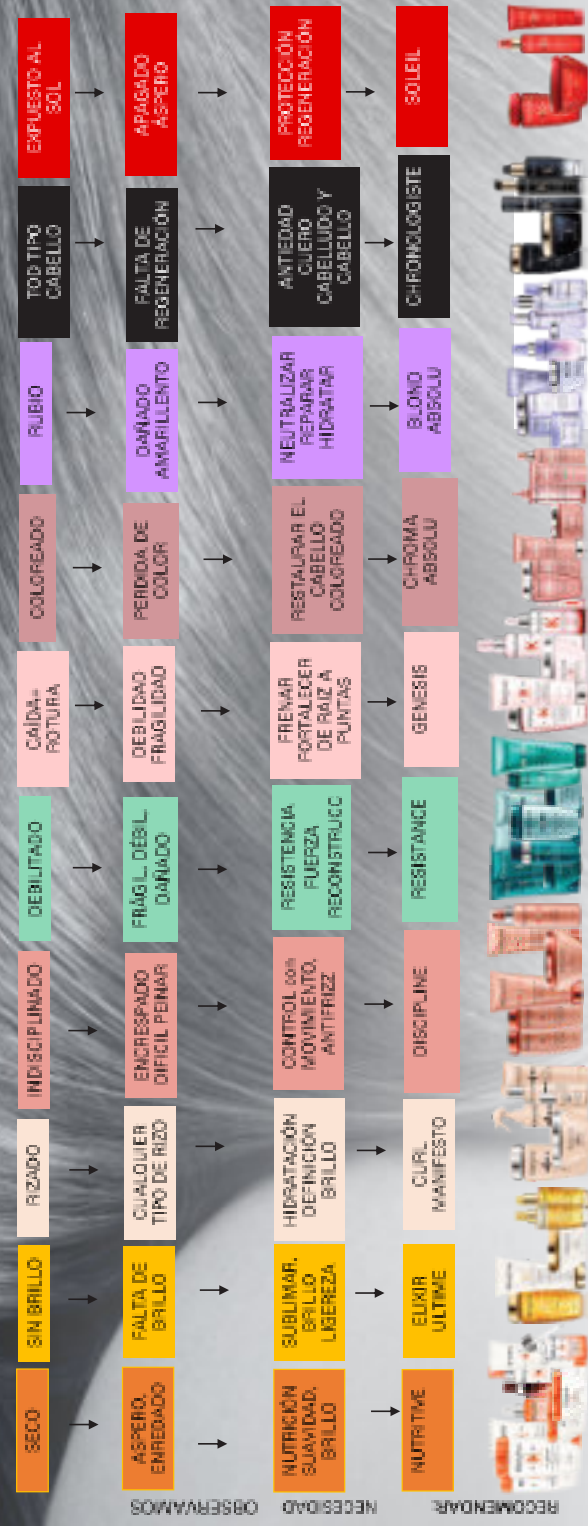 SECO
SIN BRILLO
RIZADO
INDISCIPLINADO
DEBILITADO
CAÍDA=
ROTURA
COLOREADO
RUBIO
TOD TIPO
CABELLO
EXPUESTO AL
SOL
OBSERVAMOS
ASPERO,
ENREDADO
FALTA DE
BRILLO
CUALQUIER
TIPO DE RIZO
ENCRESPADO
DIFICIL PEINAR
FRÁGIL, DÉBIL,
DAÑADO
DEBILIDAD
FRAGILIDAD
PERDIDA DE
COLOR
DAÑADO
AMARILLENTO
FALTA DE
REGENERACIÓN
APAGADO
ÁSPERO
NECESIDAD
NUTRICIÓN
SUAVIDAD,
BRILLO
SUBLIMAR,
BRILLO
LIGEREZA
HIDRATACIÓN
DEFINICIÓN
BRILLO
CONTROL con
MOVIMIENTO,
ANTIFRIZZ
RESISTENCIA
FUERZA
RECONSTRUCC
FRENAR
FORTALECER
DE RAIZ A
PUNTAS
RESTAURAR EL
CABELLO
COLOREADO
NEUTRALIZAR
REPARAR
HIDRATAR
ANTIEDAD
CUERO
CABELLUDO Y
CABELLO
PROTECCIÓN
REGENERACIÓN
RECOMENDAR:
NUTRITIVE
ELIXIR
ULTIME
CURL
MANIFESTO
DISCIPLINE
RESISTANCE
GENESIS
CHROMA
ABSOLU
BLOND
ABSOLU
CHRONOLOGISTE
SOLEIL